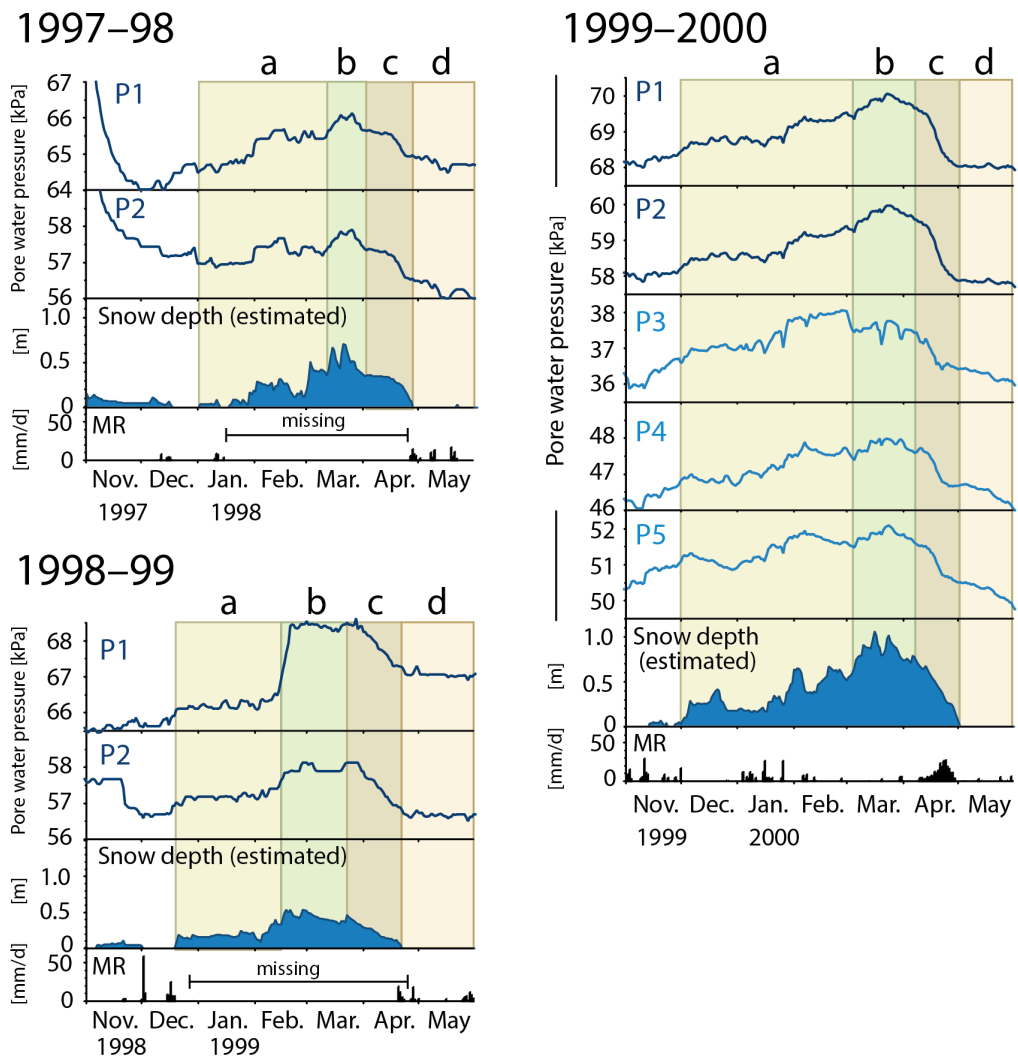 1997–98
a b c d
Pore water pressure [kPa]
67
66
65
64
P1
58
57
56
P2
Snow depth (estimated)
[m]
1.0
0.5
0
MR
missing
[mm/d]
50
0
Nov. Dec. Jan. Feb. Mar. Apr. May
1997 1998
1998–99
a b c d
Pore water pressure [kPa]
68
67
66
P1
58
57
56
P2
Snow depth (estimated)
[m]
1.0
0.5
0
MR
missing
[mm/d]
50
0
Nov. Dec. Jan. Feb. Mar. Apr. May
1998 1999
1999–2000
a b c d
Pore water pressure [kPa]
70
69
68
P1
60
59
58
P2
38
37
36
P3
48
47
46
P4
52
51
50
P5
Snow depth
(estimated)
[m]
1.0
0.5
0
MR
[mm/d]
50
0
Nov. Dec. Jan. Feb. Mar. Apr. May
1999 2000